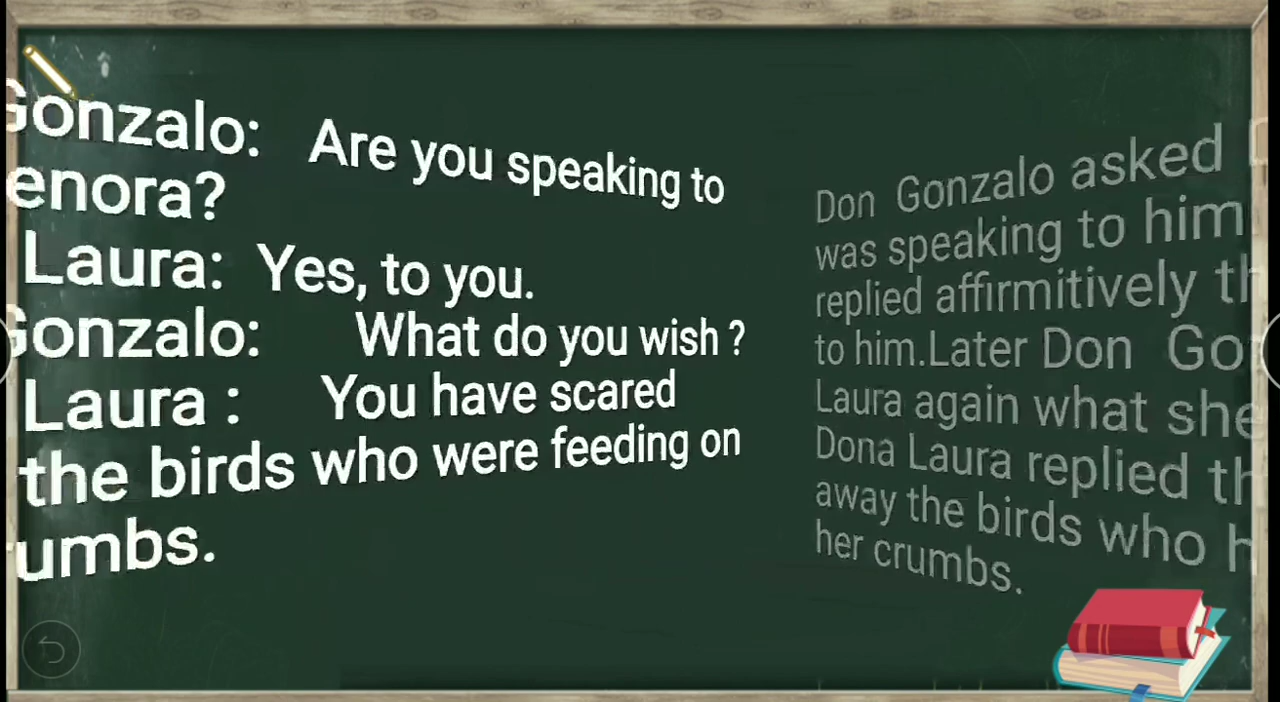 Gonzalo: Are you speaking to
enora?
Laura: Yes, to you.
Gonzalo: What do you wish ?
Laura : You have scared
the birds who were feeding on
umbs.
Don Gonzalo asked
was speaking to him
replied affirmitively th
to him.Later Don Go
Laura again what she
Dona Laura replied th
away the birds who h
her crumbs.